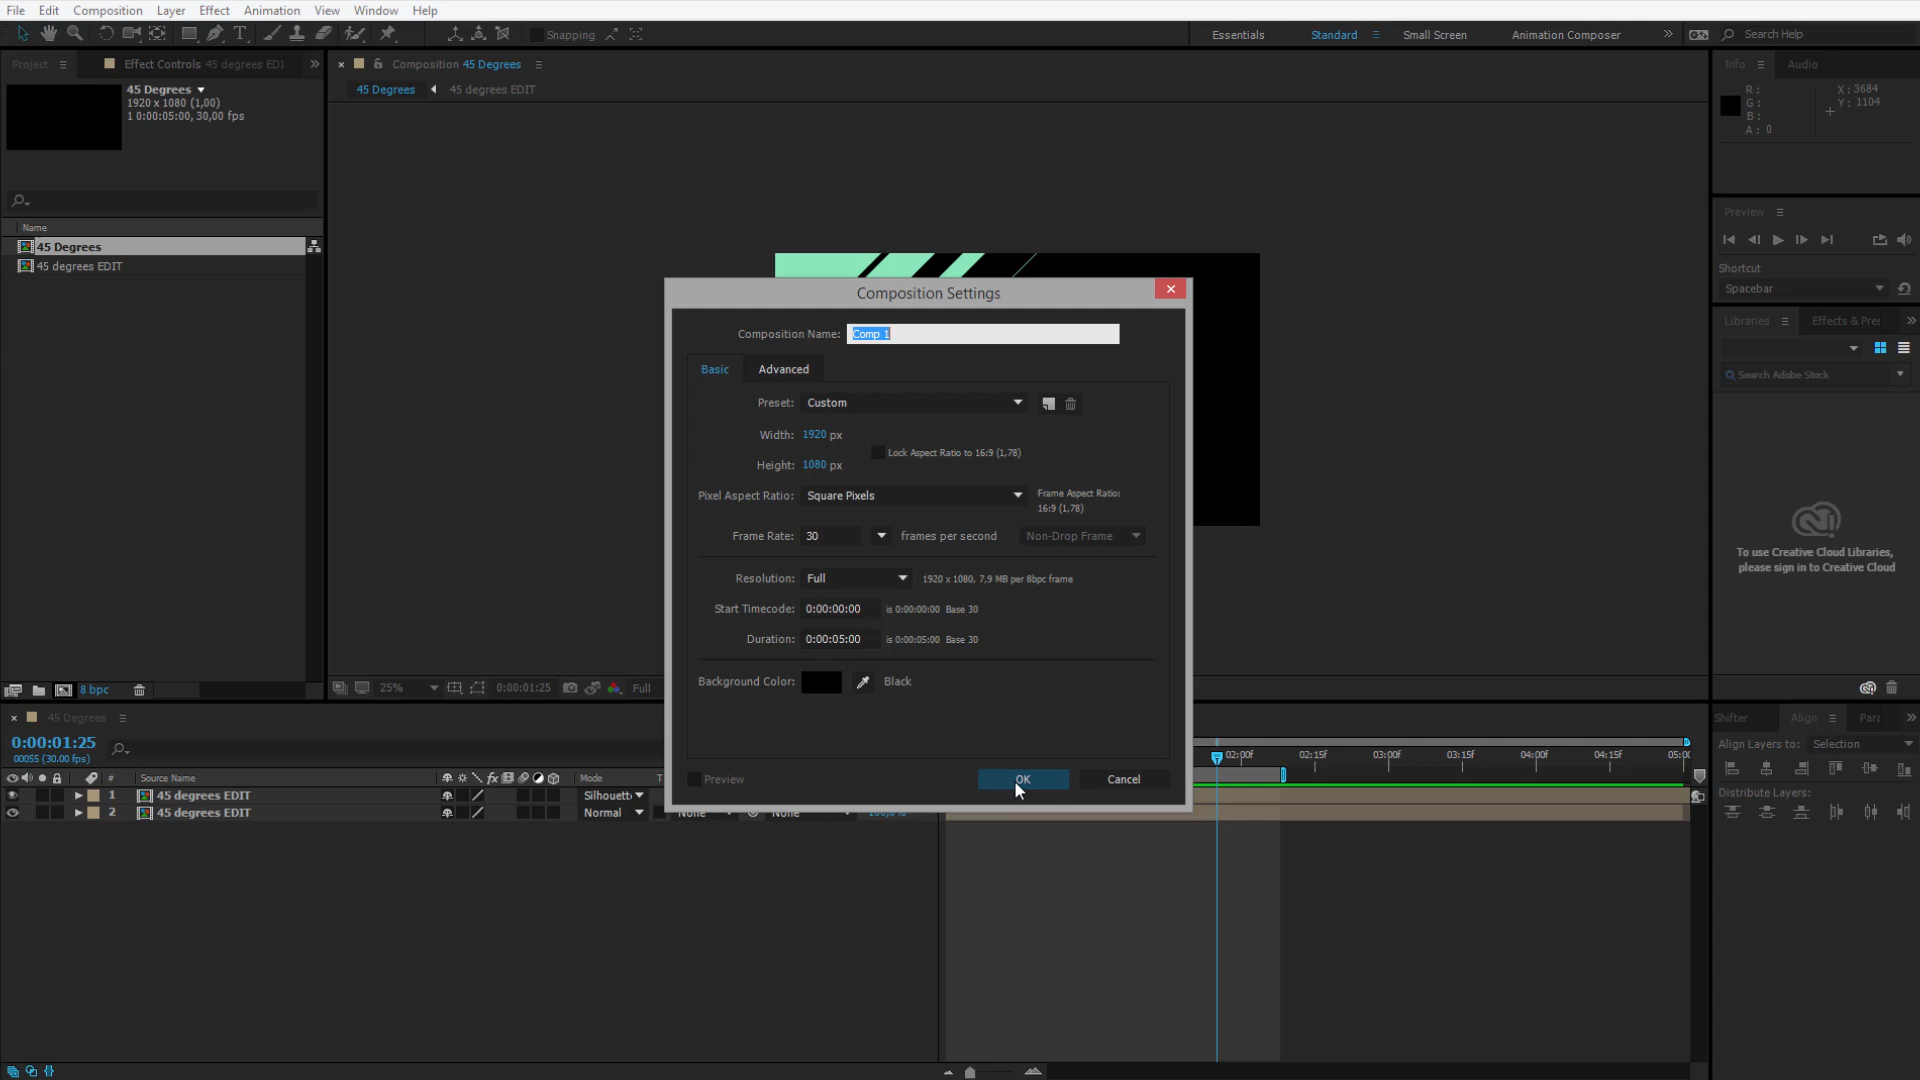 File Edit Composition Layer Effect Animation View Window Help
Snapping
Essentials Standard Small Screen Animation Composer
Search Help
Project
Effect Controls 45 degrees EDI
45 Degrees
1920 x 1080 (1,00)
1 0:00:05:00, 30,00 fps
Name
45 Degrees
45 degrees EDIT
8 bpc
Composition 45 Degrees
45 Degrees 45 degrees EDIT
25% 0:00:01:25 Full
Composition Settings
Composition Name: Comp 1
Basic Advanced
Preset: Custom
Width: 1920 px
Lock Aspect Ratio to 16:9 (1,78)
Height: 1080 px
Pixel Aspect Ratio: Square Pixels
Frame Aspect Ratio:
16:9 (1,78)
Frame Rate: 30 frames per second Non-Drop Frame
Resolution: Full 1920 x 1080, 7,9 MB per 8bpc frame
Start Timecode: 0:00:00:00 is 0:00:00:00 Base 30
Duration: 0:00:05:00 is 0:00:05:00 Base 30
Background Color: Black
Preview OK Cancel
Info Audio
R:
G:
B:
A: 0
X: 3684
Y: 1104
Preview
Shortcut
Spacebar
Libraries Effects & Pre
Search Adobe Stock
To use Creative Cloud Libraries,
please sign in to Creative Cloud
45 Degrees
0:00:01:25
00055 (30.00 fps)
# Source Name Mode T
1 45 degrees EDIT Silhouett
2 45 degrees EDIT Normal None None 100,0%
02:00f 02:15f 03:00f 03:15f 04:00f 04:15f 05:00
Shifter Align Para
Align Layers to: Selection
Distribute Layers: